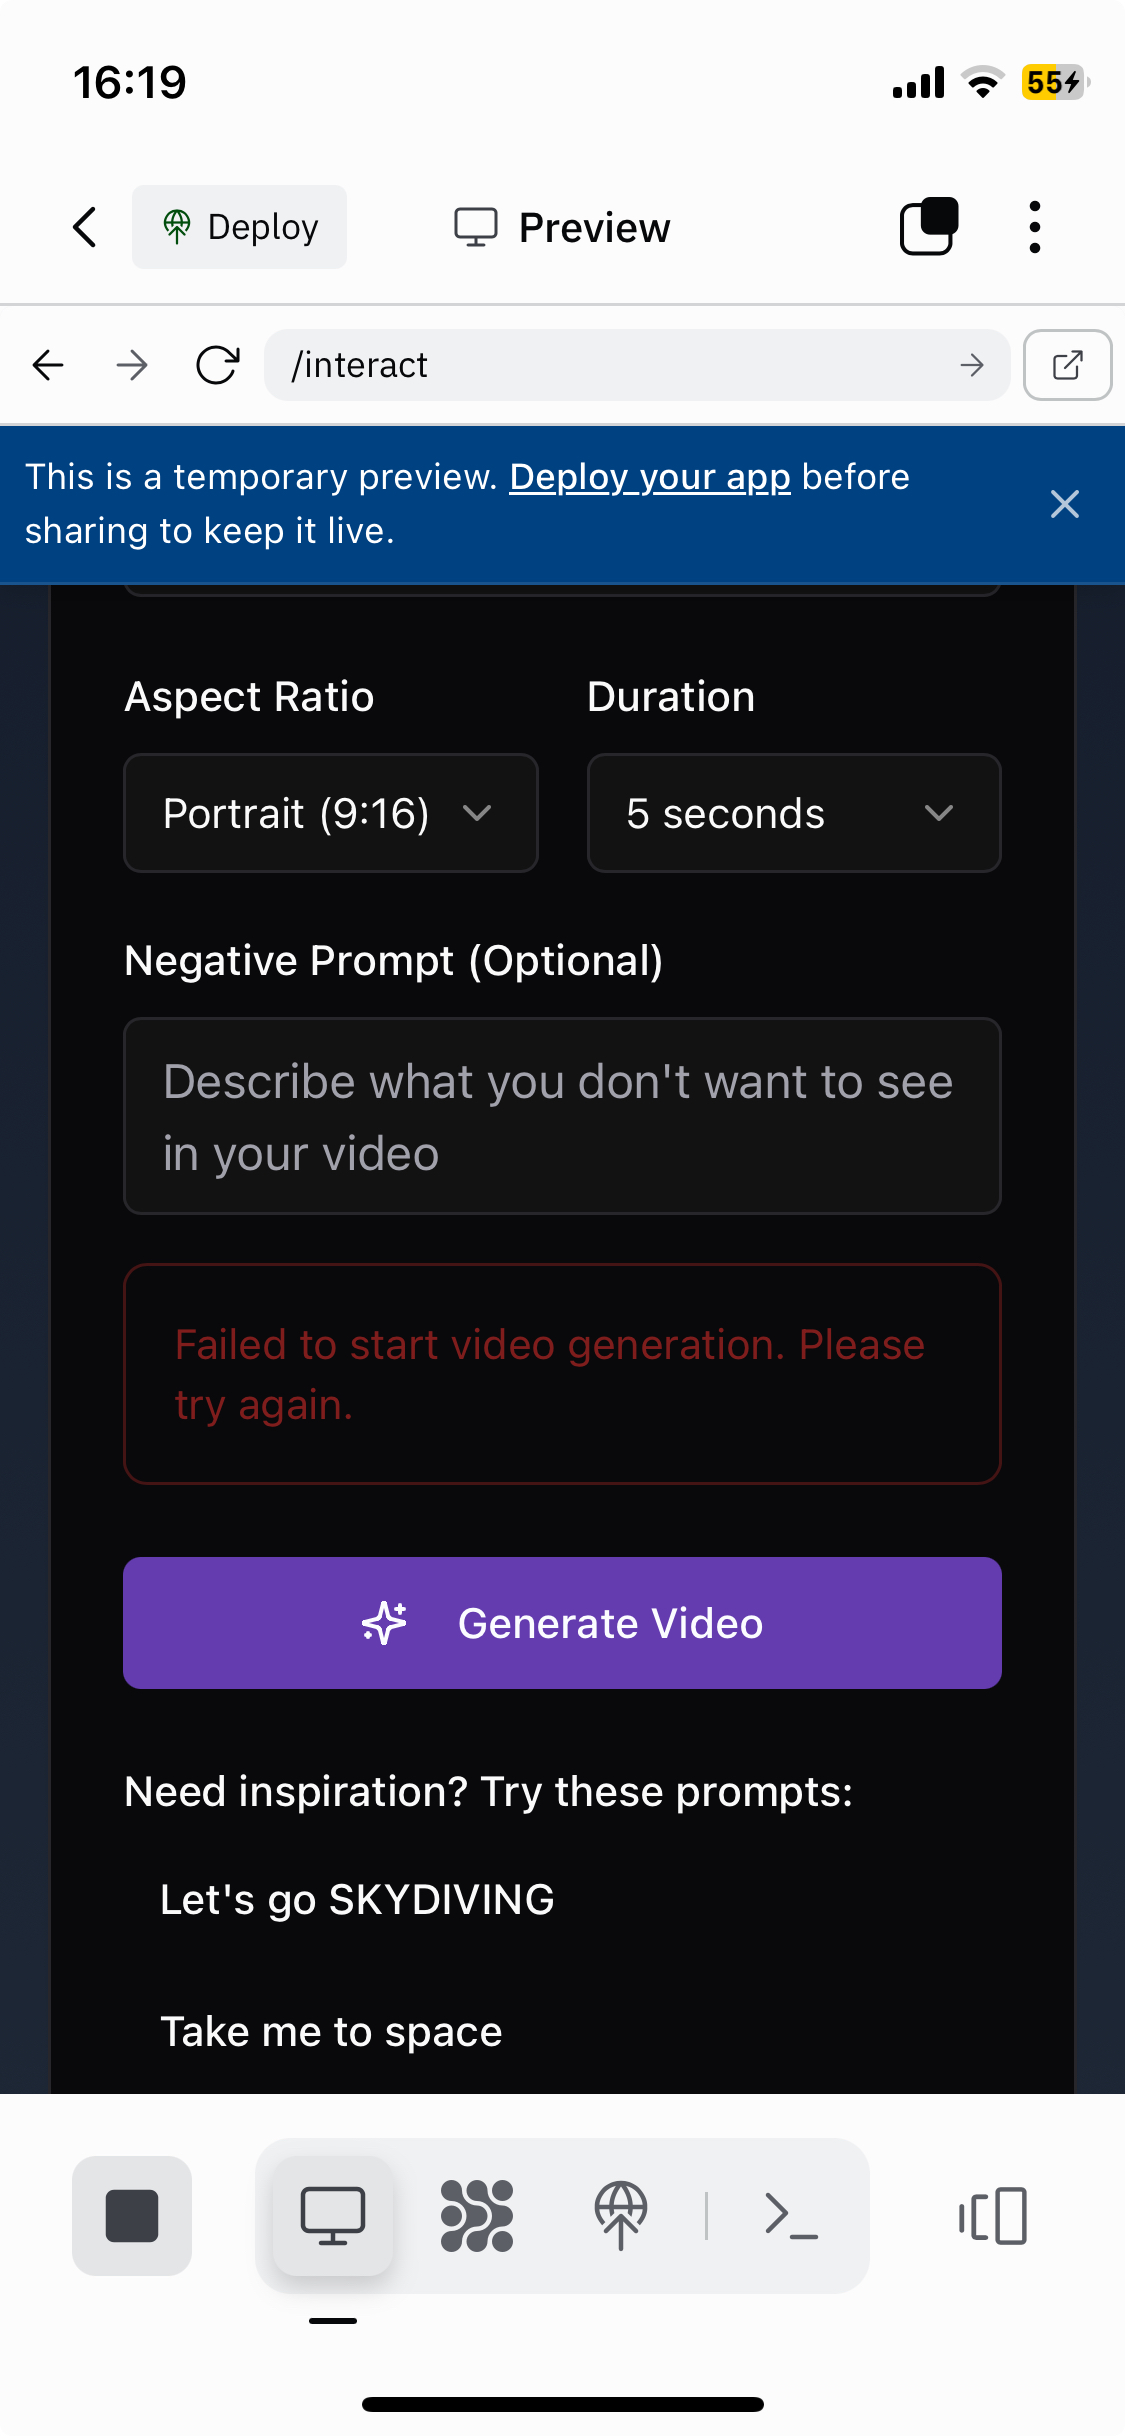 16:19
55
Deploy
Preview
/interact
This is a temporary preview. Deploy your app before
sharing to keep it live.
Aspect Ratio
Duration
Portrait (9:16)
5 seconds
Negative Prompt (Optional)
Describe what you don't want to see
in your video
Failed to start video generation. Please
try again.
Generate Video
Need inspiration? Try these prompts:
Let's go SKYDIVING
Take me to space